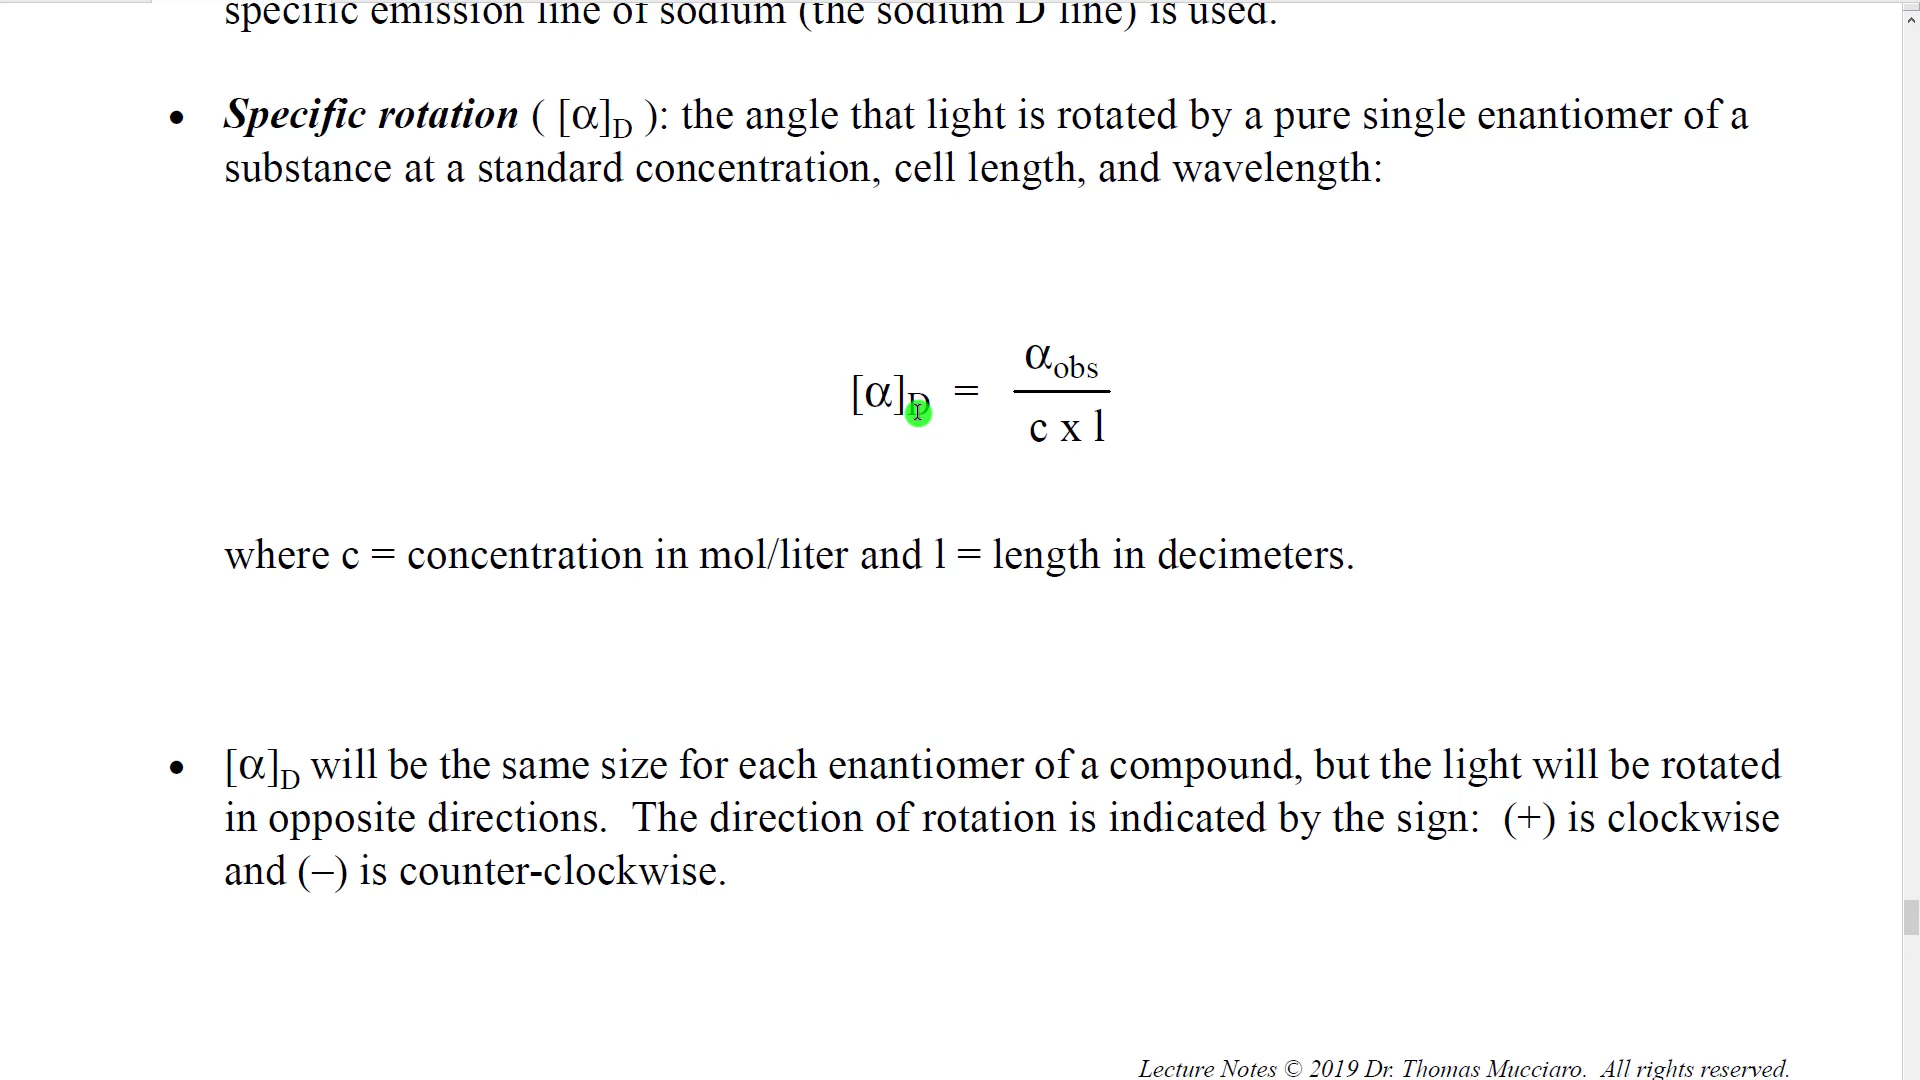 specific emission line of sodium (the sodium D line) is used.
• Specific rotation ( [α]D ): the angle that light is rotated by a pure single enantiomer of a
substance at a standard concentration, cell length, and wavelength:
[α]D = αobs
c x l
where c = concentration in mol/liter and l = length in decimeters.
• [α]D will be the same size for each enantiomer of a compound, but the light will be rotated
in opposite directions.  The direction of rotation is indicated by the sign:  (+) is clockwise
and (–) is counter-clockwise.
Lecture Notes © 2019 Dr. Thomas Mucciaro.  All rights reserved.